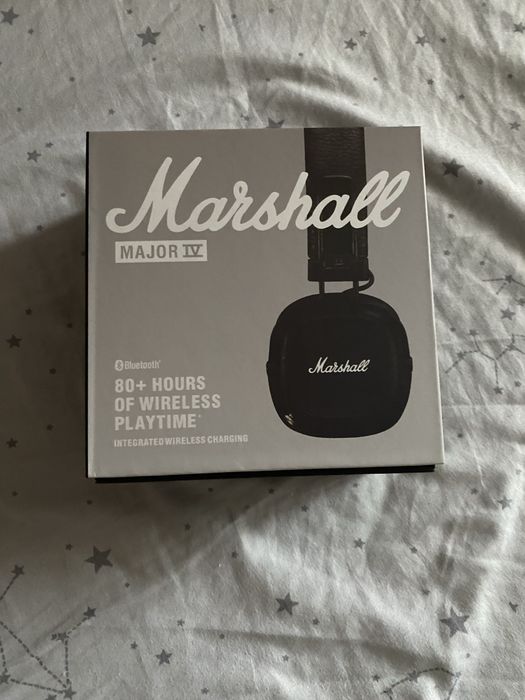 Marshall
MAJOR IV
Bluetooth®
80+ HOURS
OF WIRELESS
PLAYTIME*
INTEGRATED WIRELESS CHARGING
Marshall